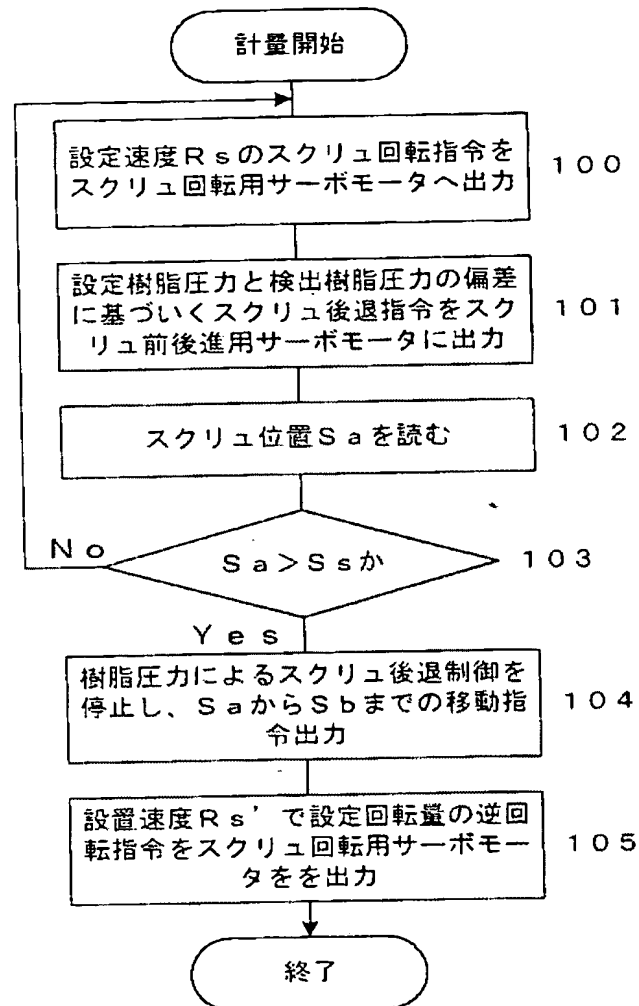 計量開始
設定速度Rsのスクリュ回転指令を
スクリュ回転用サーボモータへ出力
100
設定樹脂圧力と検出樹脂圧力の偏差
に基づいくスクリュ後退指令をスク
リュ前後進用サーボモータに出力
101
スクリュ位置Saを読む
102
No
Sa>Ssか
103
Yes
樹脂圧力によるスクリュ後退制御を
停止し、SaからSbまでの移動指
令出力
104
設置速度Rs’で設定回転量の逆回
転指令をスクリュ回転用サーボモー
タをを出力
105
終了